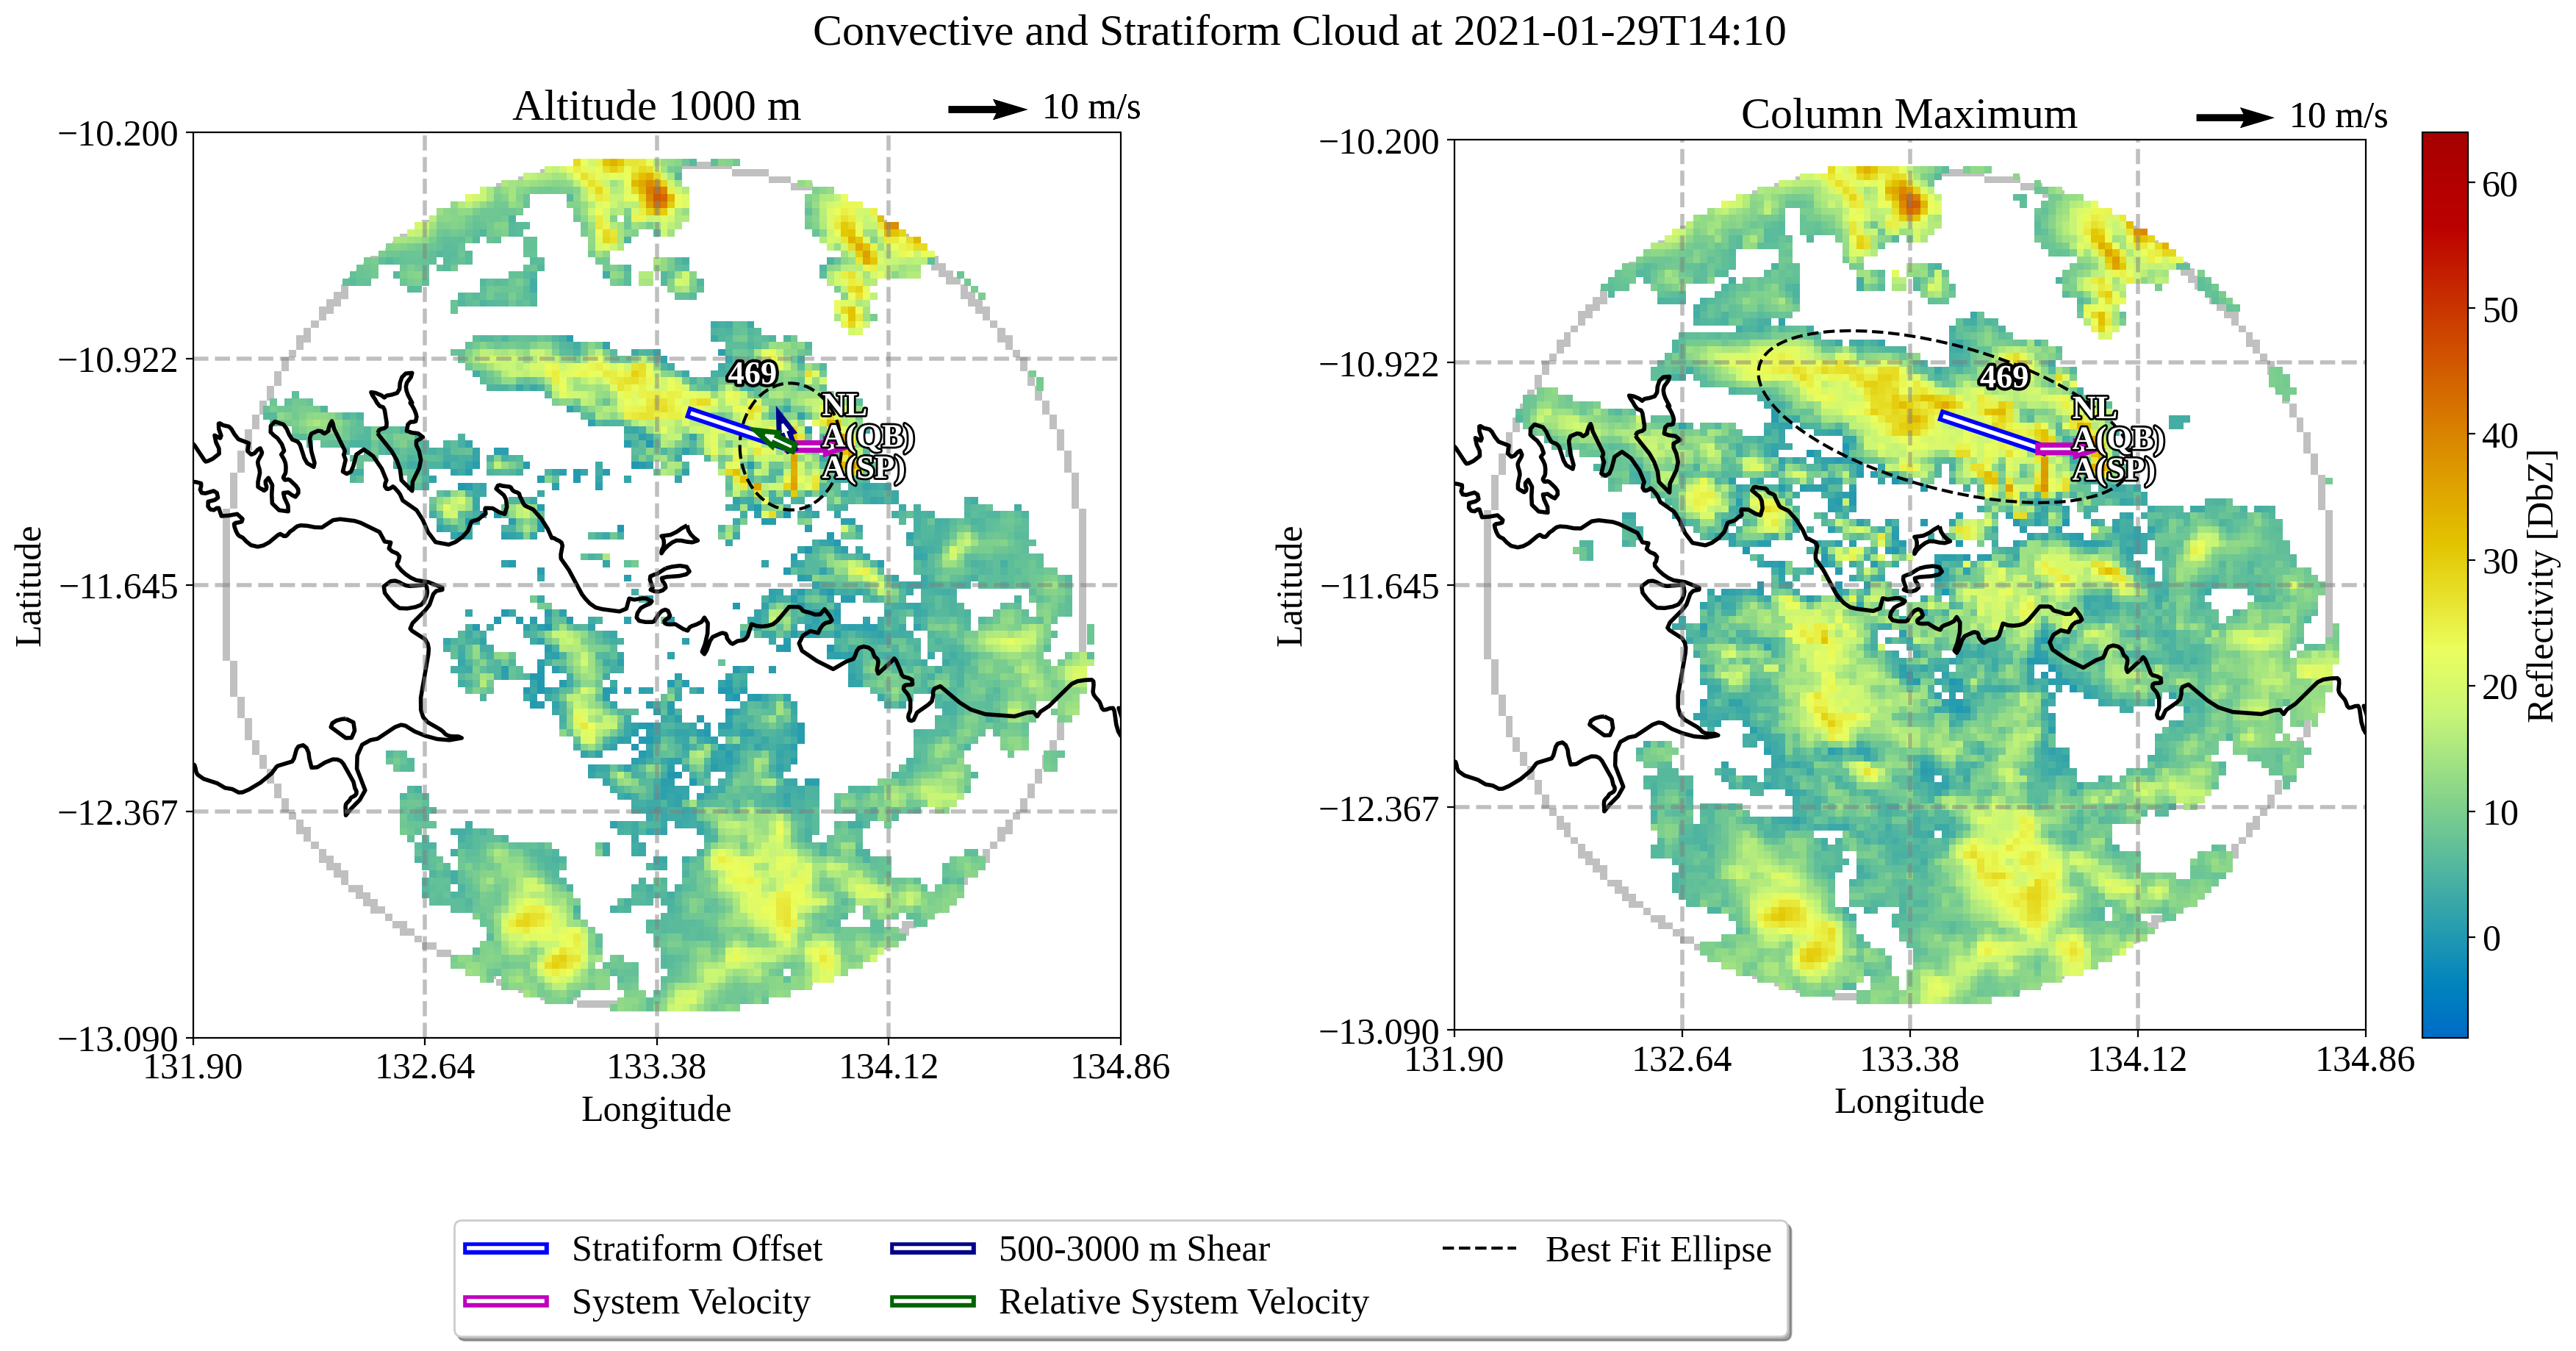 Convective and Stratiform Cloud at 2021-01-29T14:10
Altitude 1000 m
10 m/s
−10.200
−10.922
−11.645
−12.367
−13.090
Latitude
469
NL
A(QB)
A(SP)
131.90
132.64
133.38
134.12
134.86
Longitude
Column Maximum
10 m/s
−10.200
−10.922
−11.645
−12.367
−13.090
Latitude
469
NL
A(QB)
A(SP)
131.90
132.64
133.38
134.12
134.86
Longitude
60
50
40
30
20
10
0
Reflectivity [DbZ]
Stratiform Offset
System Velocity
500-3000 m Shear
Relative System Velocity
Best Fit Ellipse